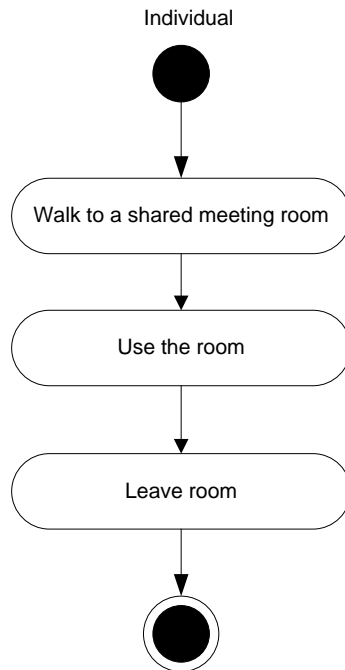 Individual
Walk to a shared meeting room
Use the room
Leave room